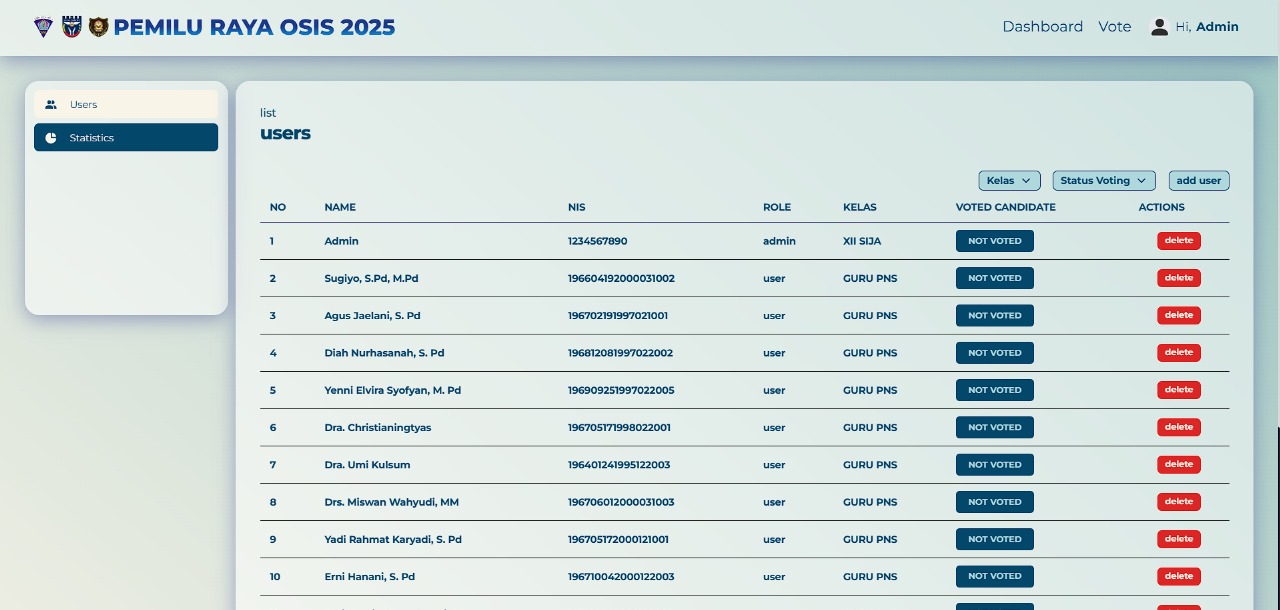 PEMILU RAYA OSIS 2025
Dashboard Vote Hi, Admin
Users
Statistics
list
users
Kelas Status Voting add user
NO NAME NIS ROLE KELAS VOTED CANDIDATE ACTIONS
1 Admin 1234567890 admin XII SIJA NOT VOTED delete
2 Sugiyo, S.Pd, M.Pd 196604192000031002 user GURU PNS NOT VOTED delete
3 Agus Jaelani, S. Pd 196702191997021001 user GURU PNS NOT VOTED delete
4 Diah Nurhasanah, S. Pd 196812081997022002 user GURU PNS NOT VOTED delete
5 Yenni Elvira Syofyan, M. Pd 196909251997022005 user GURU PNS NOT VOTED delete
6 Dra. Christianingtyas 196705171998022001 user GURU PNS NOT VOTED delete
7 Dra. Umi Kulsum 196401241995122003 user GURU PNS NOT VOTED delete
8 Drs. Miswan Wahyudi, MM 196706012000031003 user GURU PNS NOT VOTED delete
9 Yadi Rahmat Karyadi, S. Pd 196705172000121001 user GURU PNS NOT VOTED delete
10 Erni Hanani, S. Pd 196710042000122003 user GURU PNS NOT VOTED delete